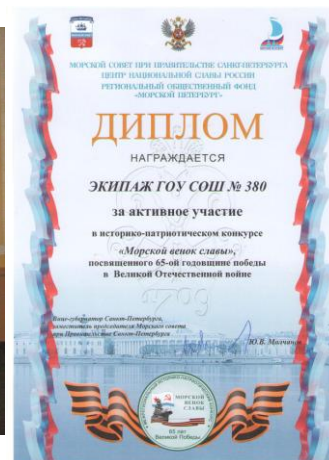 МОРСКОЙ СОВЕТ ПРИ ПРАВИТЕЛЬСТВЕ САНКТ-ПЕТЕРБУРГА
ЦЕНТР НАЦИОНАЛЬНОЙ СЛАВЫ РОССИИ
РЕГИОНАЛЬНЫЙ ОБЩЕСТВЕННЫЙ ФОНД
«МОРСКОЙ ПЕТЕРБУРГ»
ДИПЛОМ
НАГРАЖДАЕТСЯ
ЭКИПАЖ ГОУ СОШ № 380
за активное участие
в историко-патриотическом конкурсе
«Морской венок славы»,
посвященного 65-ой годовщине победы
в Великой Отечественной войне
Вице-губернатор Санкт-Петербурга,
заместитель председателя Морского совета
при Правительстве Санкт-Петербурга
Ю.В. Молчанов
МОРСКОЙ
ВЕНОК
СЛАВЫ
65 лет
Великой Победы